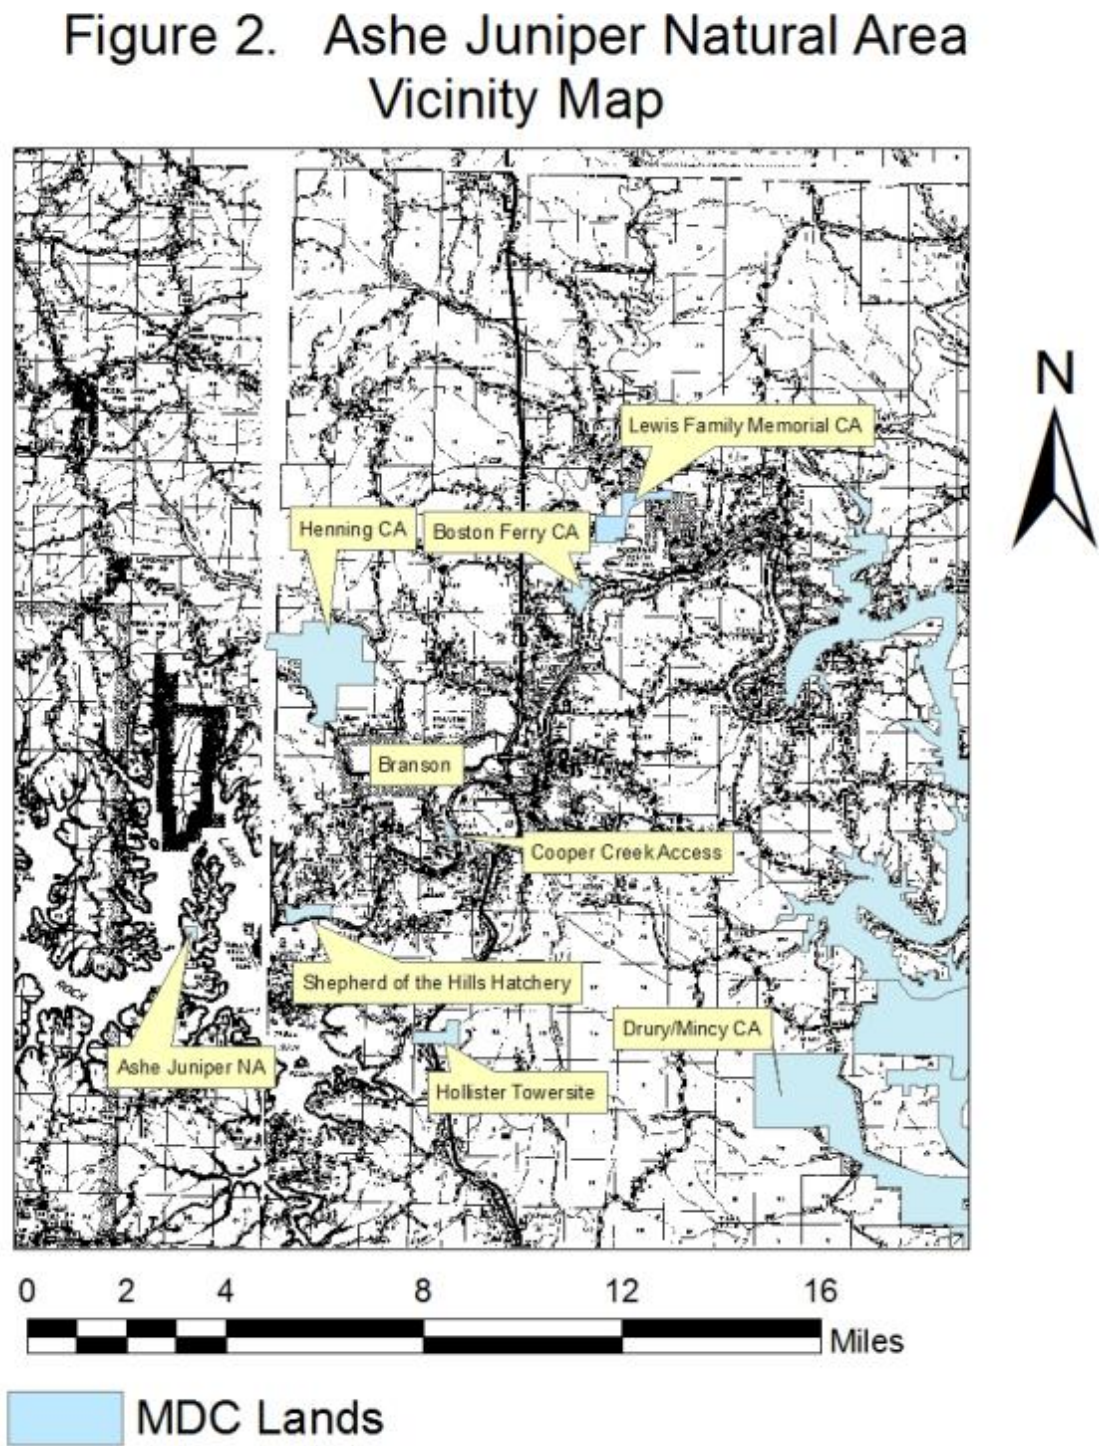 Figure 2. Ashe Juniper Natural Area
Vicinity Map
N
Lewis Family Memorial CA
Henning CA
Boston Ferry CA
Branson
Cooper Creek Access
LAKE
ROCK
Shepherd of the Hills Hatchery
Drury/Mincy CA
Ashe Juniper NA
Hollister Towersite
0 2 4 8 12 16
Miles
MDC Lands